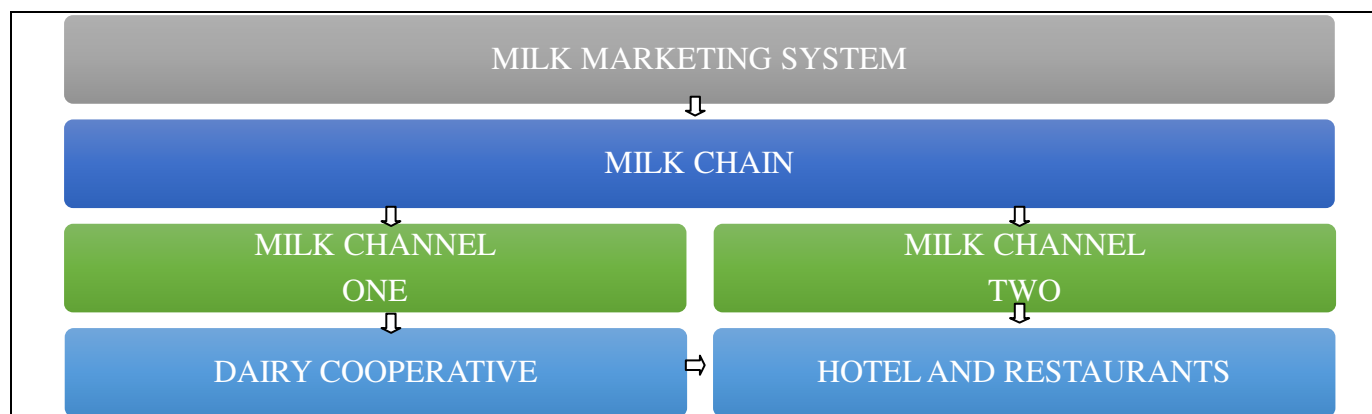 MILK MARKETING SYSTEM
MILK CHAIN
MILK CHANNEL
ONE
MILK CHANNEL
TWO
DAIRY COOPERATIVE
HOTEL AND RESTAURANTS